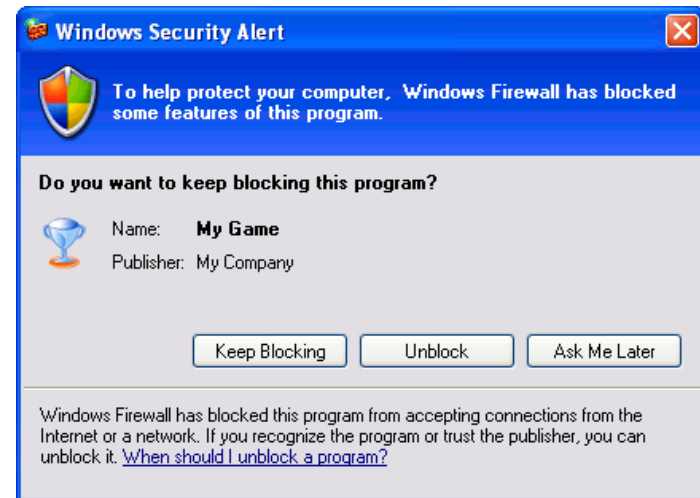 Windows Security Alert
To help protect your computer, Windows Firewall has blocked
some features of this program.
Do you want to keep blocking this program?
Name: My Game
Publisher: My Company
Keep Blocking Unblock Ask Me Later
Windows Firewall has blocked this program from accepting connections from the
Internet or a network. If you recognize the program or trust the publisher, you can
unblock it. When should I unblock a program?